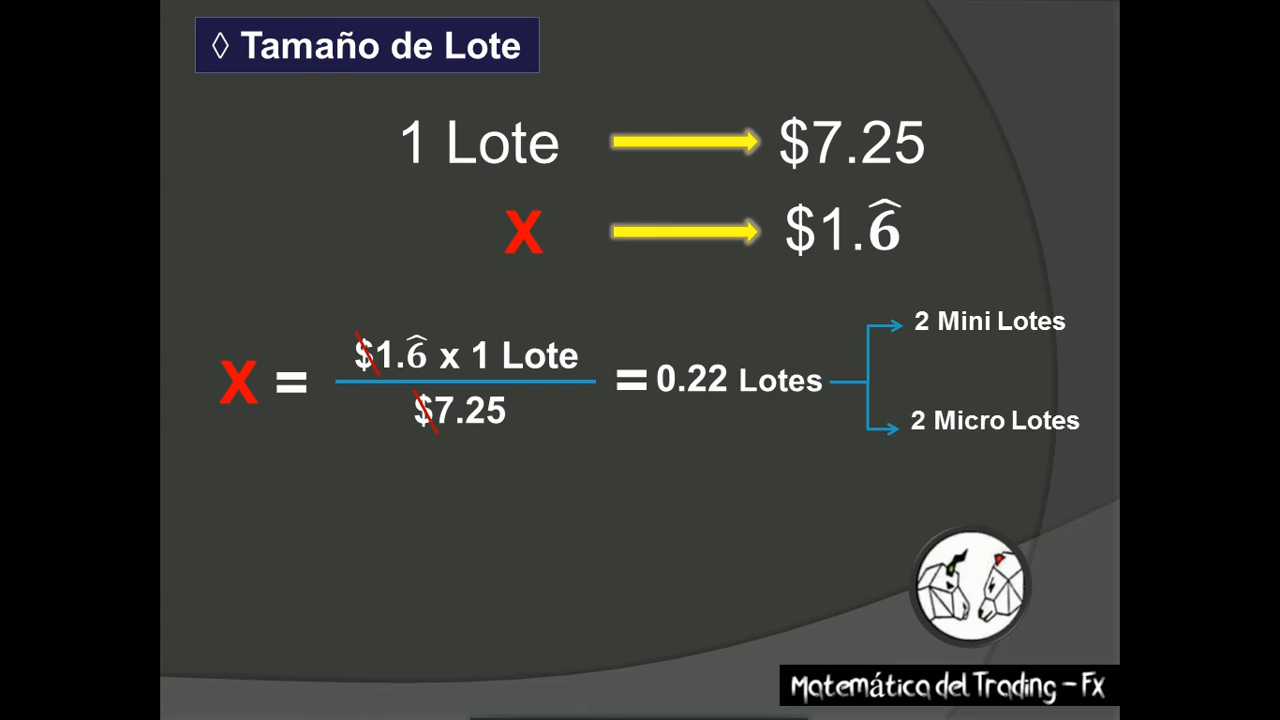 ◊ Tamaño de Lote
1 Lote $7.25
X $1.6̂
$1.6̂ x 1 Lote
X = = 0.22 Lotes
$7.25
2 Mini Lotes
2 Micro Lotes
Matemática del Trading – Fx